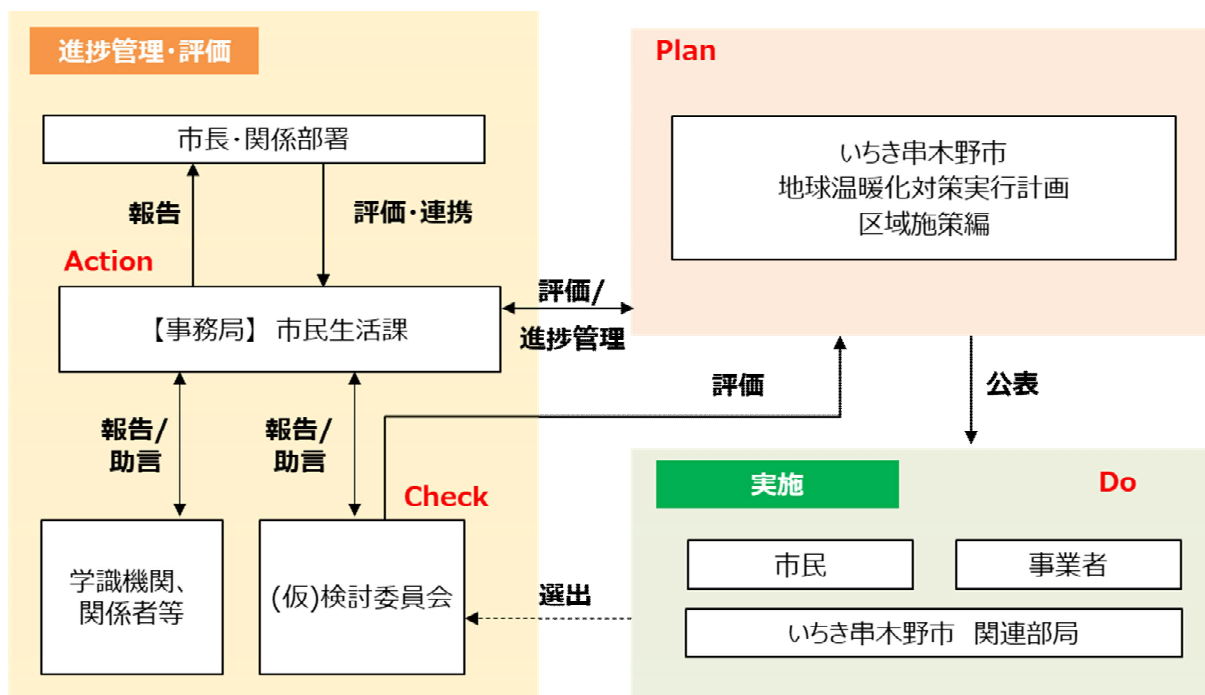 進捗管理・評価
市長・関係部署
報告
評価・連携
Action
【事務局】 市民生活課
報告/
助言
報告/
助言
Check
学識機関、
関係者等
(仮)検討委員会
Plan
いちき串木野市
地球温暖化対策実行計画
区域施策編
評価/
進捗管理
評価
公表
実施
Do
市民
事業者
いちき串木野市 関連部局
選出